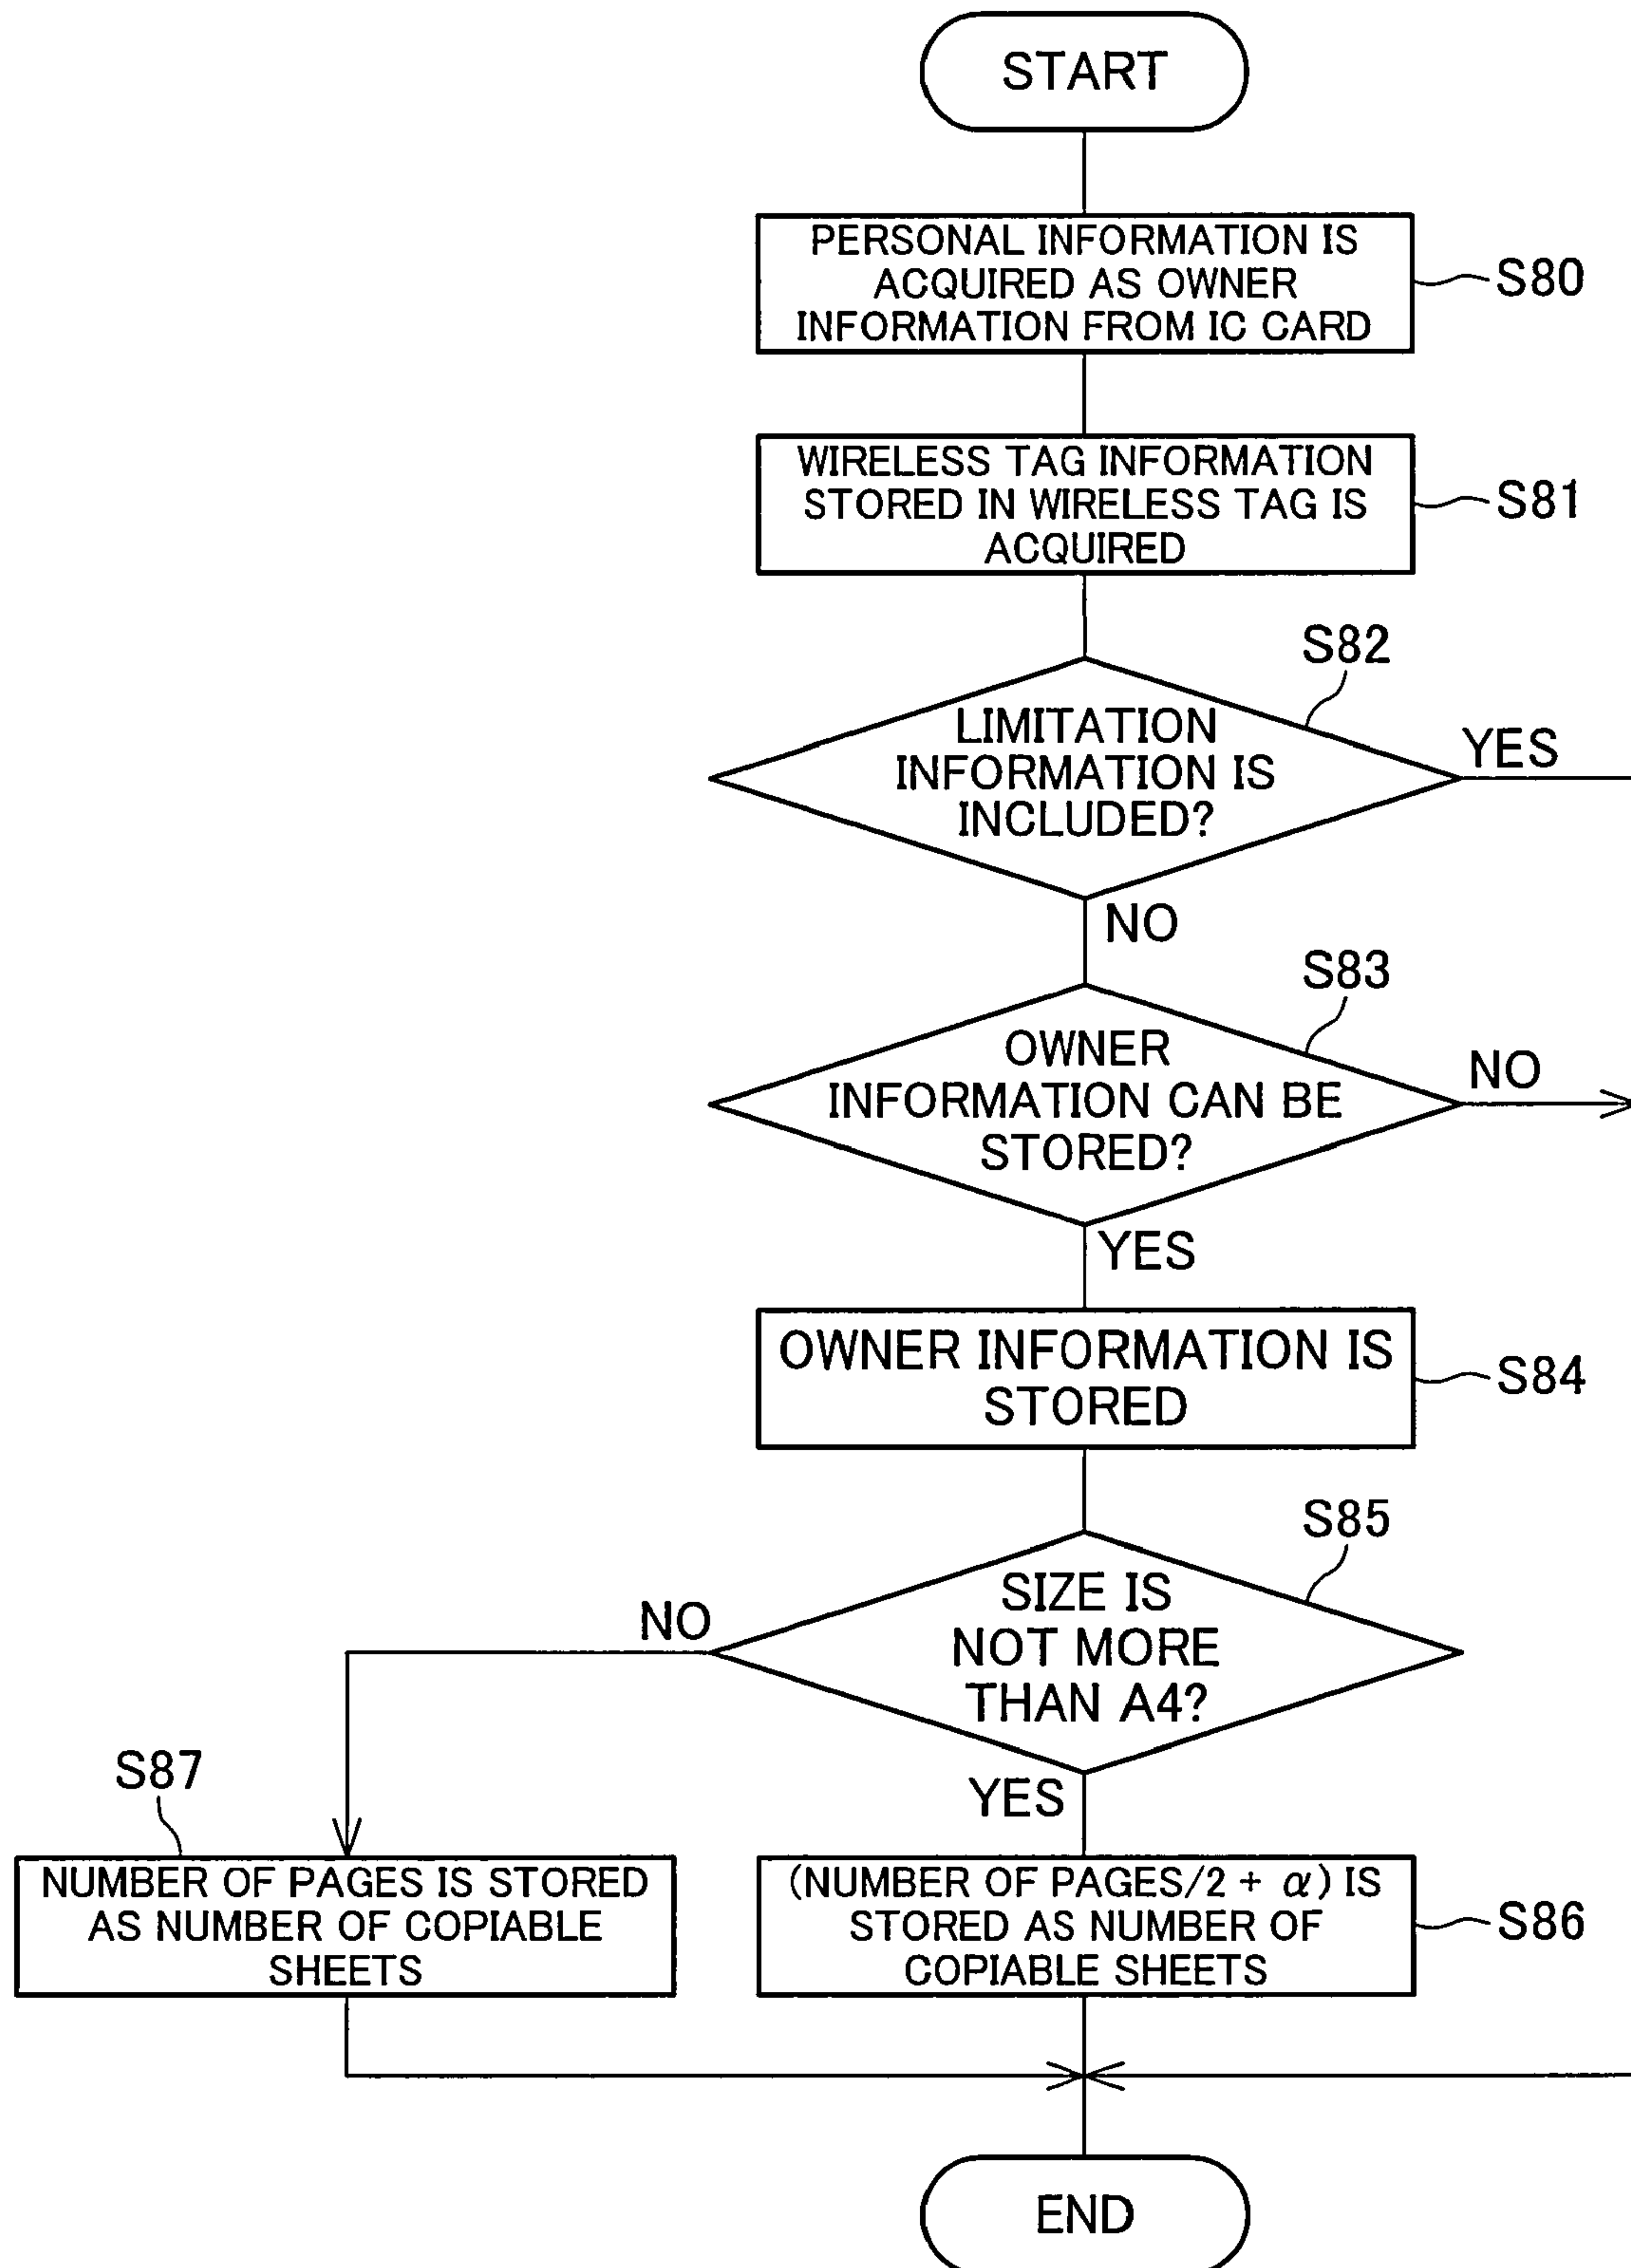 START
PERSONAL INFORMATION IS
ACQUIRED AS OWNER
INFORMATION FROM IC CARD
S80
WIRELESS TAG INFORMATION
STORED IN WIRELESS TAG IS
ACQUIRED
S81
S82
LIMITATION
INFORMATION IS
INCLUDED?
YES
NO
S83
OWNER
INFORMATION CAN BE
STORED?
NO
YES
OWNER INFORMATION IS
STORED
S84
S85
SIZE IS
NOT MORE
THAN A4?
NO
YES
S87
NUMBER OF PAGES IS STORED
AS NUMBER OF COPIABLE
SHEETS
(NUMBER OF PAGES/2 + α) IS
STORED AS NUMBER OF
COPIABLE SHEETS
S86
END